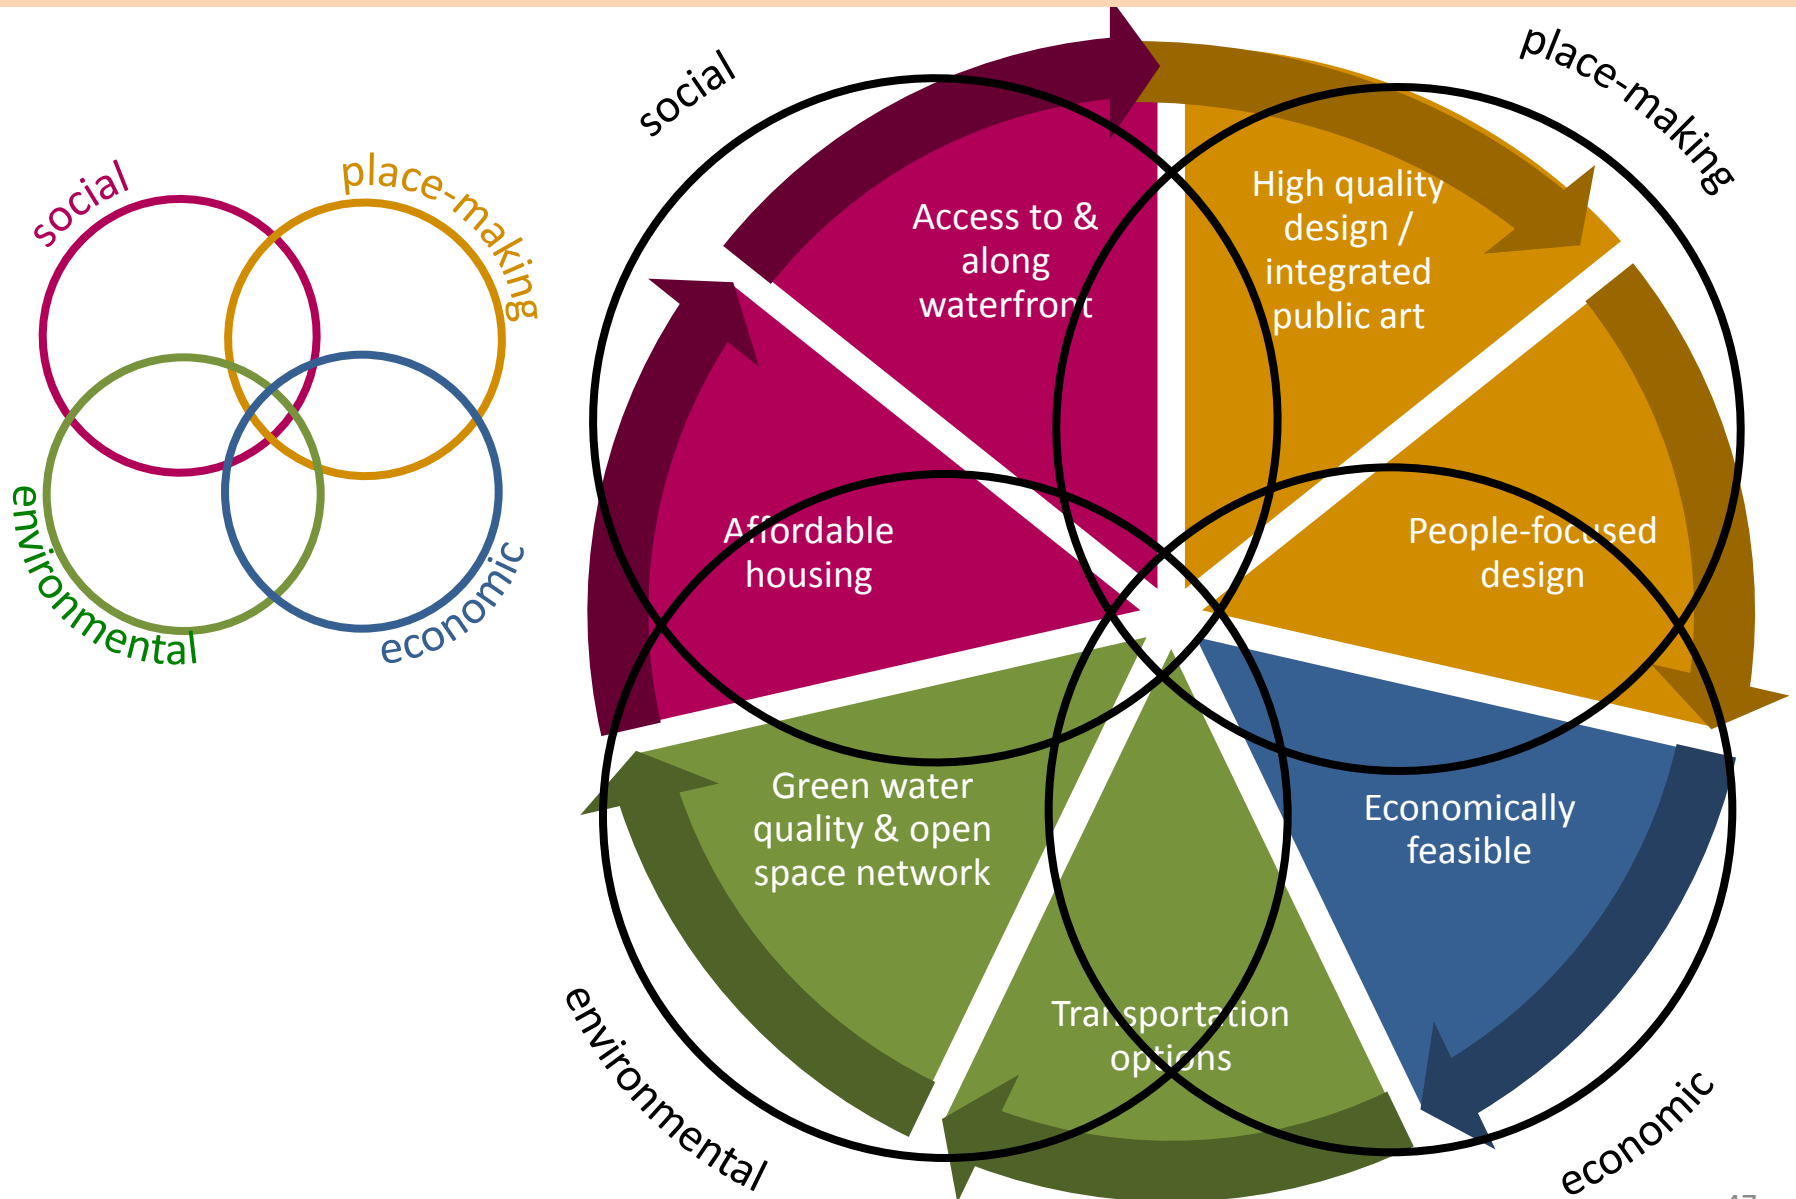 social
place-making
environmental
economic
social
place-making
Access to &
along
waterfront
High quality
design /
integrated
public art
Affordable
housing
People-focused
design
Green water
quality & open
space network
Economically
feasible
Transportation
options
environmental
economic